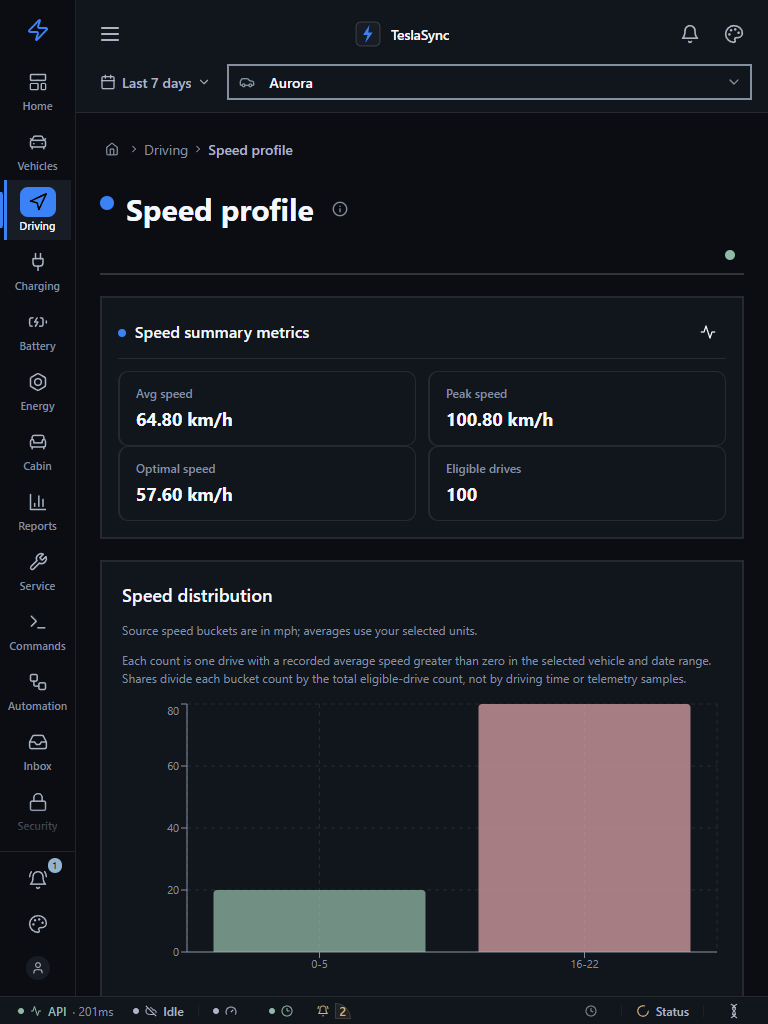 TeslaSync
Last 7 days
Aurora
Home
Vehicles
Driving
Charging
Battery
Energy
Cabin
Reports
Service
Commands
Automation
Inbox
Security
1
Driving
Speed profile
Speed profile
Speed summary metrics
Avg speed
64.80 km/h
Peak speed
100.80 km/h
Optimal speed
57.60 km/h
Eligible drives
100
Speed distribution
Source speed buckets are in mph; averages use your selected units.
Each count is one drive with a recorded average speed greater than zero in the selected vehicle and date range.
Shares divide each bucket count by the total eligible-drive count, not by driving time or telemetry samples.
80
60
40
20
0
0-5
16-22
API · 201ms
Idle
2
Status